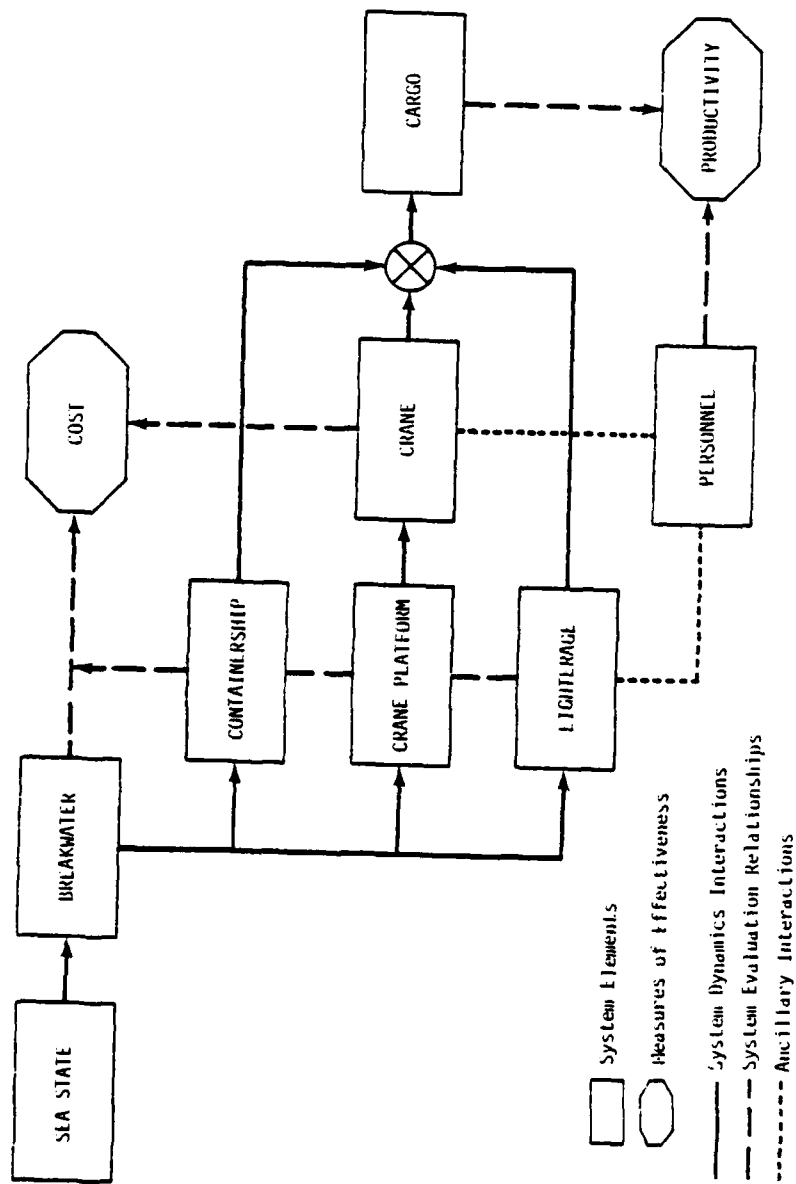 SEA STATE
BREAKWATER
COST
CONTAINERSHIP
CRANE PLATFORM
CRANE
CARGO
LIGHTERAGE
PERSONNEL
PRODUCTIVITY
System Elements
Measures of Effectiveness
System Dynamics Interactions
System Evaluation Relationships
Ancillary Interactions